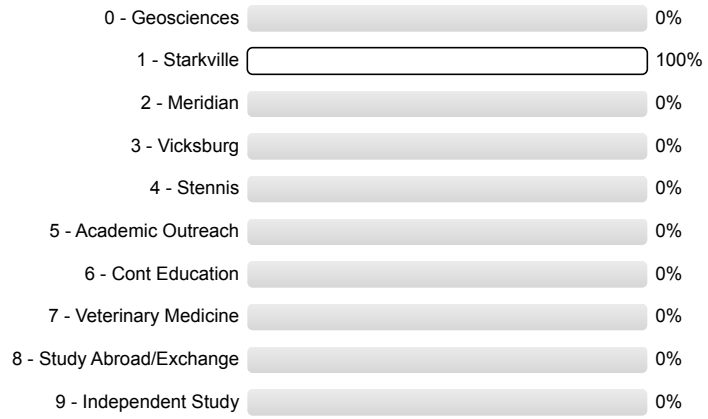 0 - Geosciences 0%
1 - Starkville 100%
2 - Meridian 0%
3 - Vicksburg 0%
4 - Stennis 0%
5 - Academic Outreach 0%
6 - Cont Education 0%
7 - Veterinary Medicine 0%
8 - Study Abroad/Exchange 0%
9 - Independent Study 0%